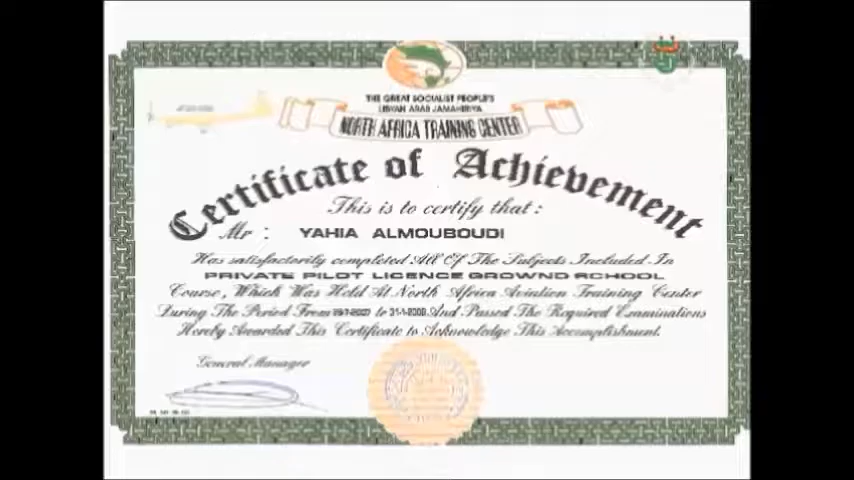 THE GREAT SOCIALIST PEOPLE'S
LIBYAN ARAB JAMAHIRIYA
NORTH AFRICA TRAINING CENTER
Certificate of Achievement
This is to certify that :
Mr : YAHIA ALMOUBOUDI
Has satisfactorily completed All Of The Subjects Included In
PRIVATE PILOT LICENCE GROWND SCHOOL
Course, Which Was Held At North Africa Aviation Training Center
During The Period From to And Passed The Required Examinations
Hereby Awarded This Certificate to Acknowledge This Accomplishment.
General Manager